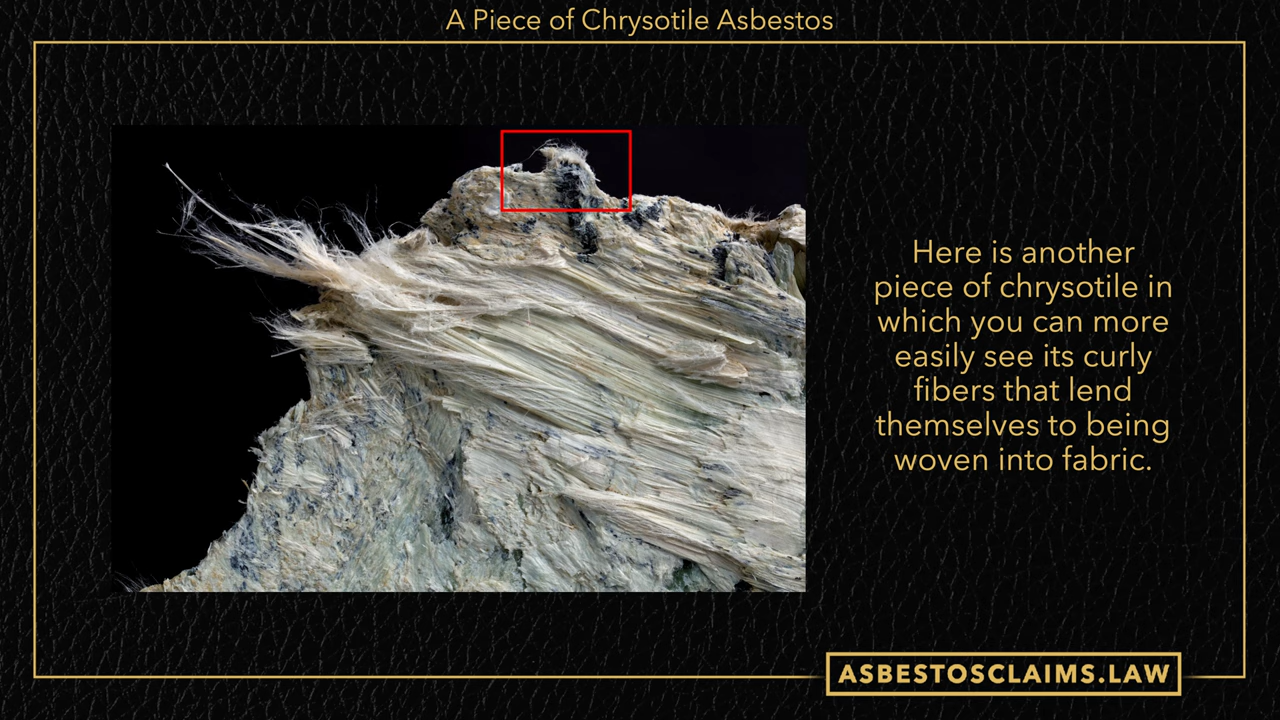 A Piece of Chrysotile Asbestos
Here is another
piece of chrysotile in
which you can more
easily see its curly
fibers that lend
themselves to being
woven into fabric.
ASBESTOSCLAIMS.LAW